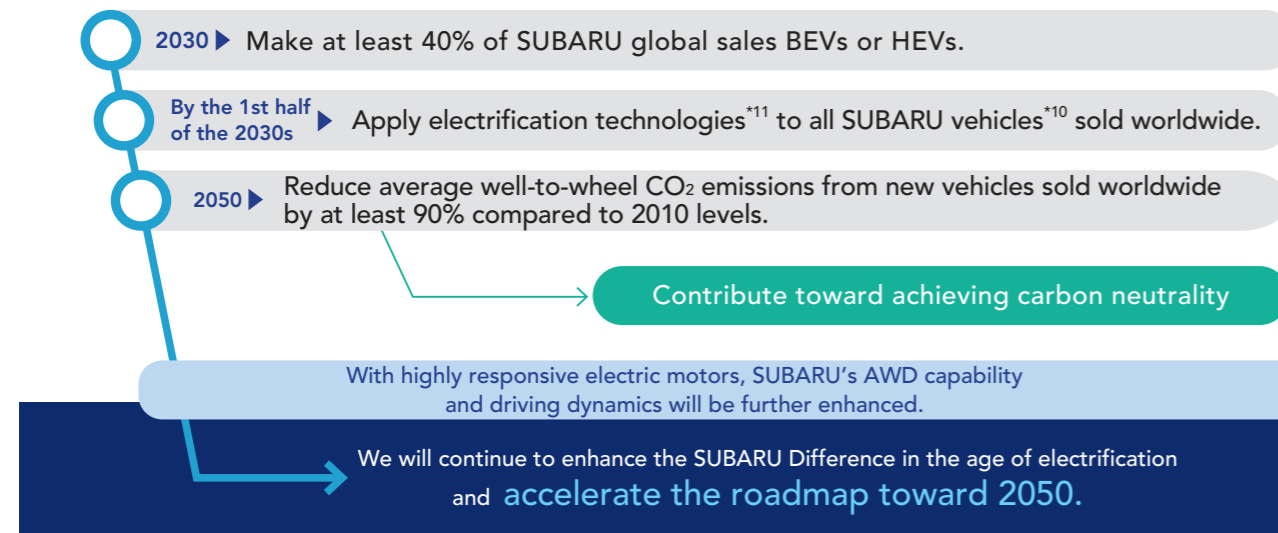 2030 ▶ Make at least 40% of SUBARU global sales BEVs or HEVs.
By the 1st half
of the 2030s ▶ Apply electrification technologies*11 to all SUBARU vehicles*10 sold worldwide.
2050 ▶ Reduce average well-to-wheel CO2 emissions from new vehicles sold worldwide
by at least 90% compared to 2010 levels.
Contribute toward achieving carbon neutrality
With highly responsive electric motors, SUBARU’s AWD capability
and driving dynamics will be further enhanced.
We will continue to enhance the SUBARU Difference in the age of electrification
and accelerate the roadmap toward 2050.